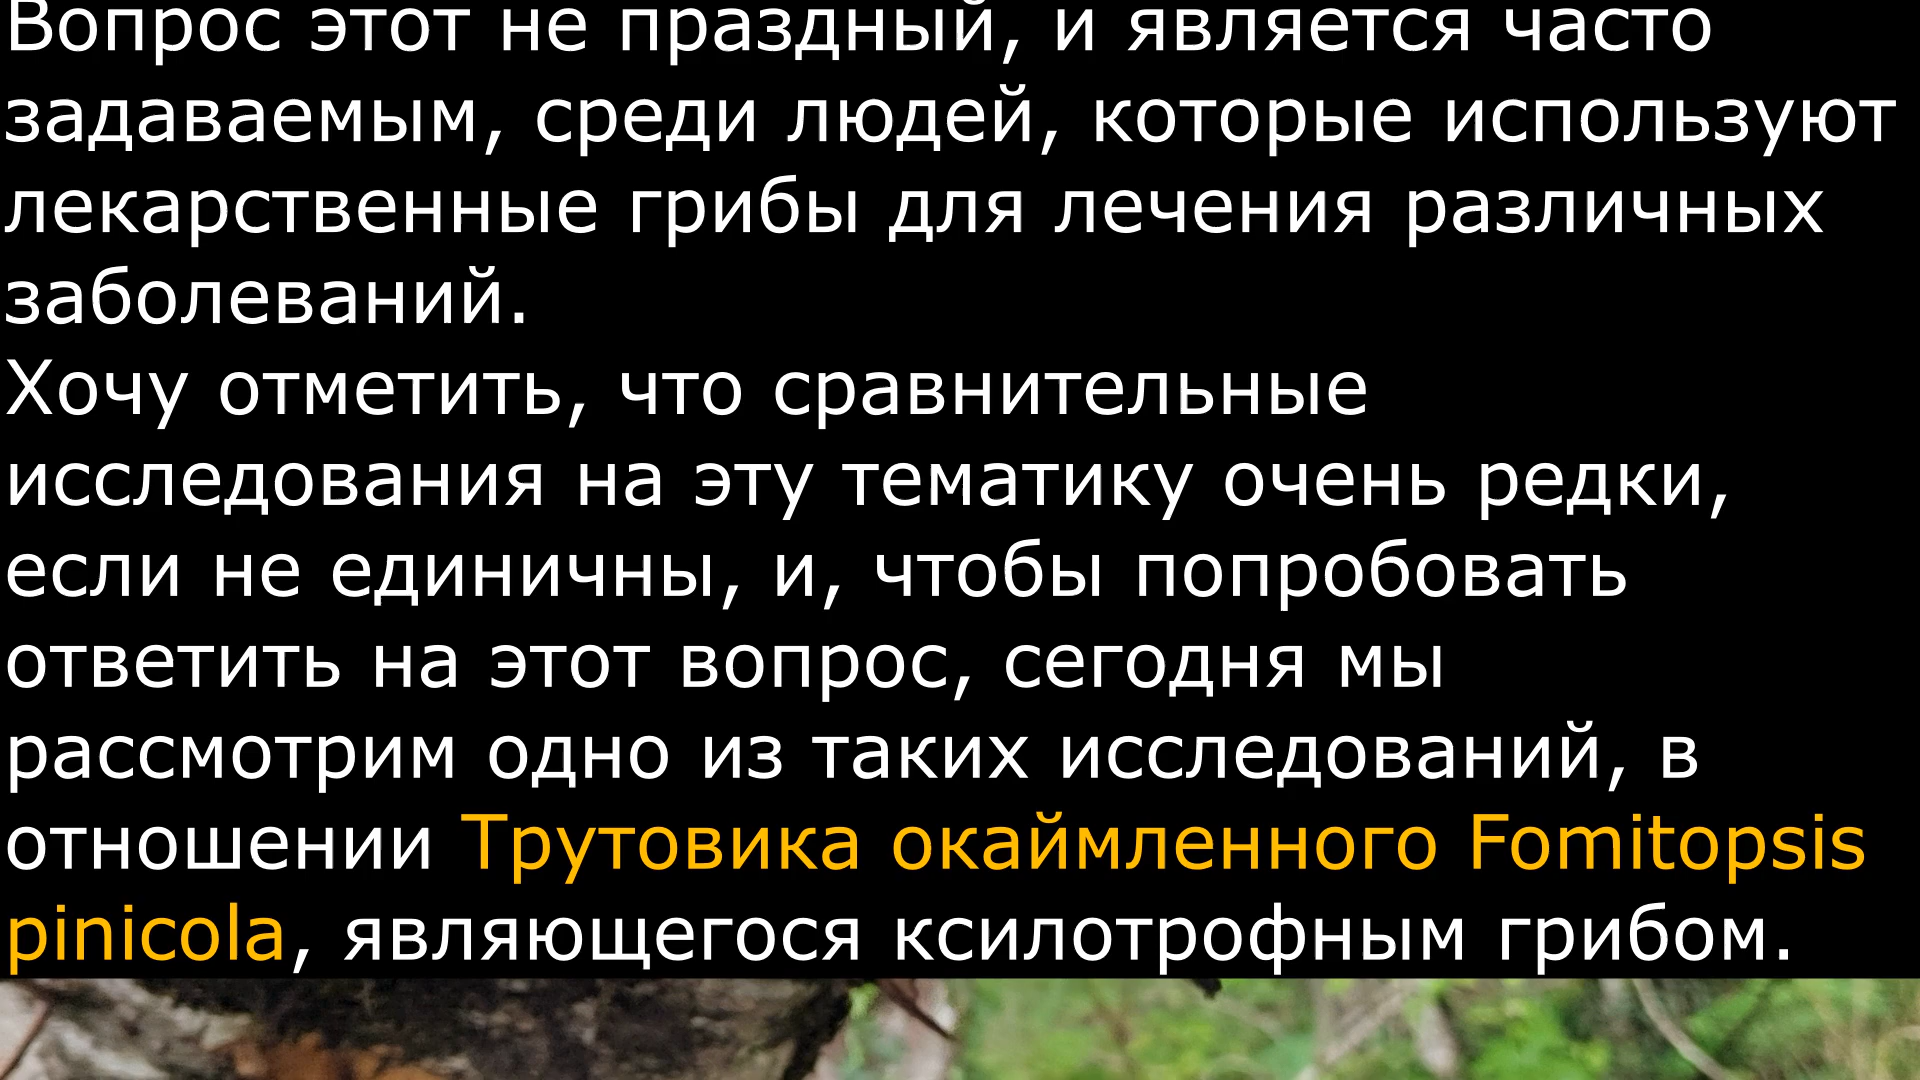 Вопрос этот не праздный, и является часто
задаваемым, среди людей, которые используют
лекарственные грибы для лечения различных
заболеваний.
Хочу отметить, что сравнительные
исследования на эту тематику очень редки,
если не единичны, и, чтобы попробовать
ответить на этот вопрос, сегодня мы
рассмотрим одно из таких исследований, в
отношении Трутовика окаймленного Fomitopsis
pinicola, являющегося ксилотрофным грибом.